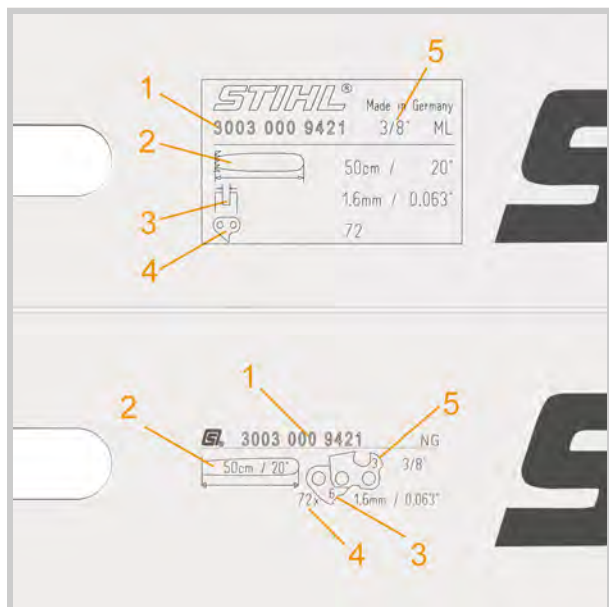 5
1
STIHL® Made in Germany
3003 000 9421 3/8" ML
2
50cm / 20"
1.6mm / 0.063"
3
72
4
1
2
5
3003 000 9421 NG
50cm / 20" 3 3/8"
72x 6 1.6mm / 0.063"
4
3